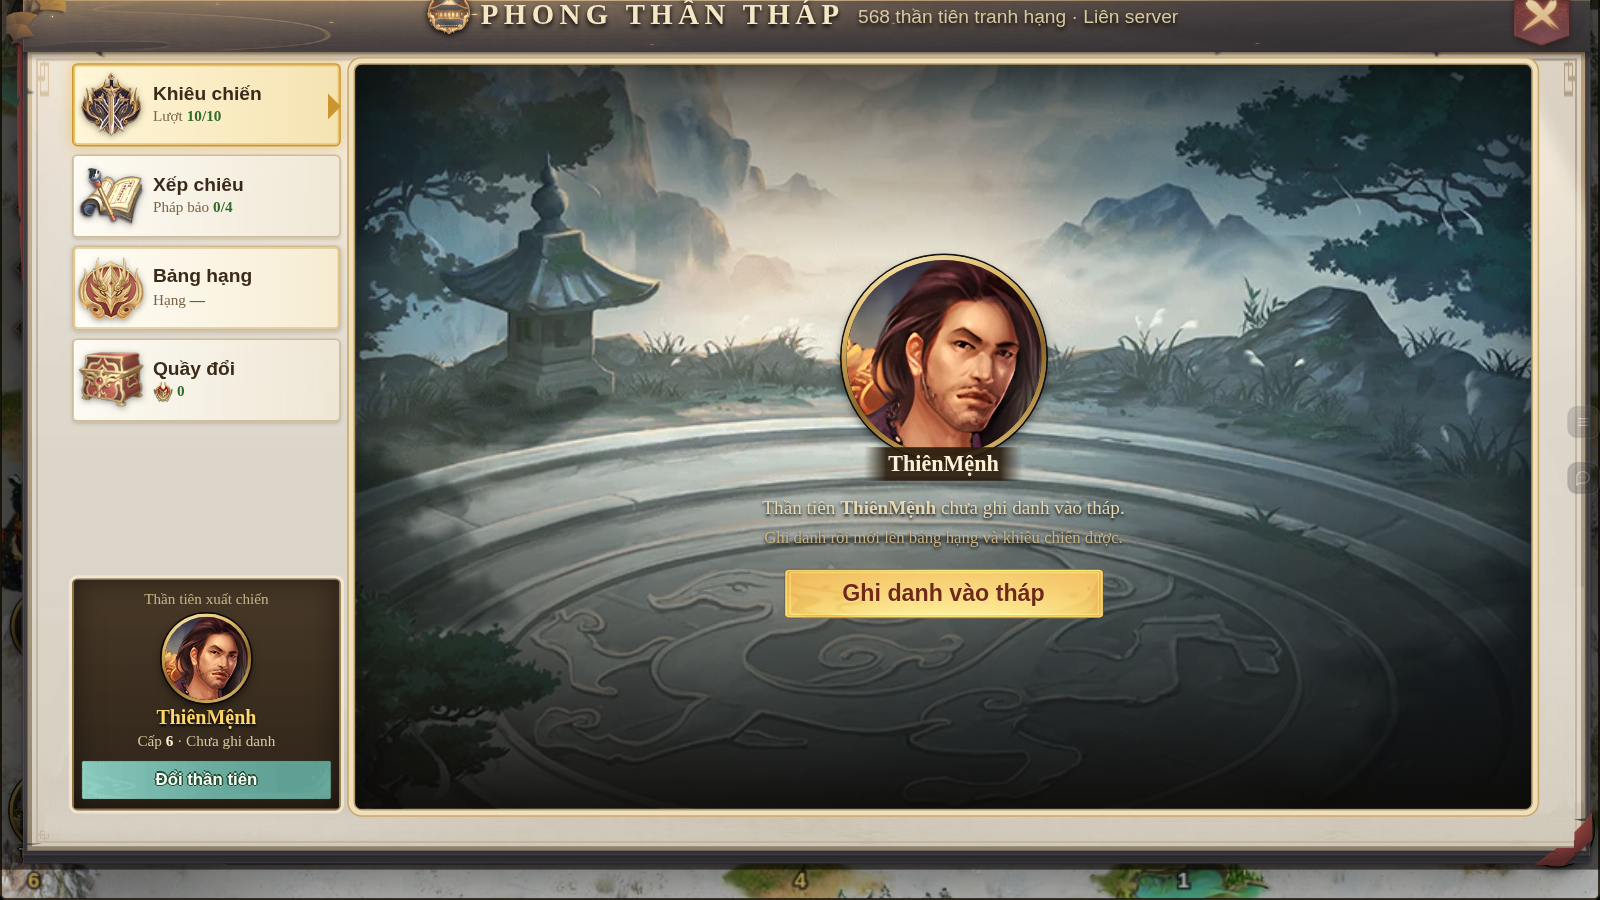 PHONG THẦN THÁP 568 thần tiên tranh hạng · Liên server
Khiêu chiến
Lượt 10/10
Xếp chiêu
Pháp bảo 0/4
Bảng hạng
Hạng —
Quầy đổi
0
ThiênMệnh
Thần tiên ThiênMệnh chưa ghi danh vào tháp.
Ghi danh rồi mới lên bảng hạng và khiêu chiến được.
Ghi danh vào tháp
Thần tiên xuất chiến
ThiênMệnh
Cấp 6 · Chưa ghi danh
Đổi thần tiên
6
4
1